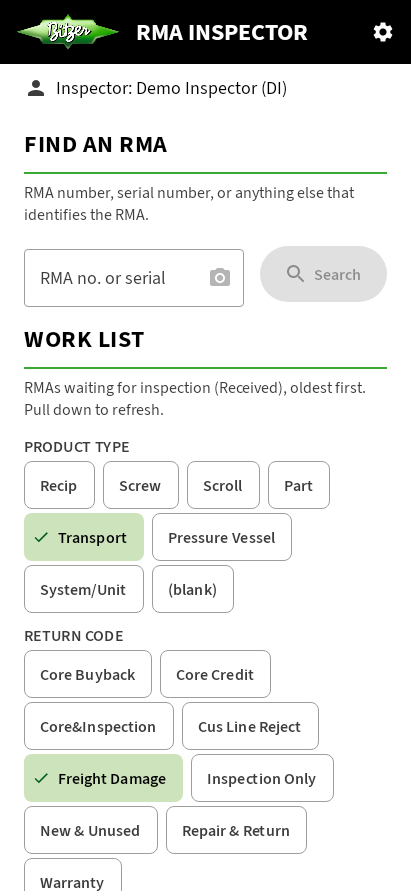 Bitzer
RMA INSPECTOR
Inspector: Demo Inspector (DI)
FIND AN RMA
RMA number, serial number, or anything else that
identifies the RMA.
RMA no. or serial
Search
WORK LIST
RMAs waiting for inspection (Received), oldest first.
Pull down to refresh.
PRODUCT TYPE
Recip Screw Scroll Part
Transport Pressure Vessel
System/Unit (blank)
RETURN CODE
Core Buyback Core Credit
Core&Inspection Cus Line Reject
Freight Damage Inspection Only
New & Unused Repair & Return
Warranty